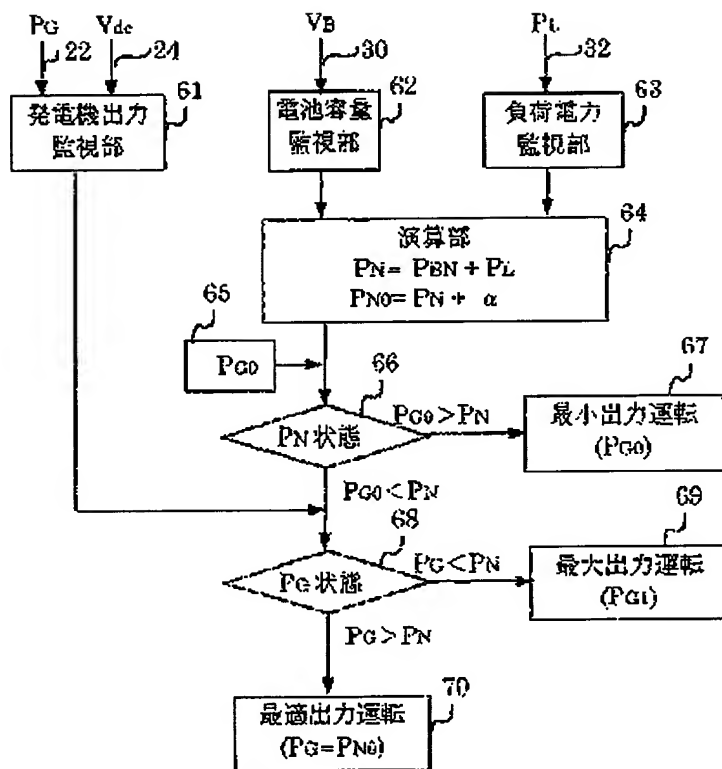 PG Vdc VB PL
22 24 30 32
61 62 63
発電機出力
監視部
電池容量
監視部
負荷電力
監視部
64
演算部
PN= PBN + PL
PN0= PN + α
65
PG0
66
PN 状態
PG0>PN
67
最小出力運転
(PG0)
PG0<PN
68
PG 状態
PG<PN
69
最大出力運転
(PG1)
PG>PN
70
最適出力運転
(PG=PN0)